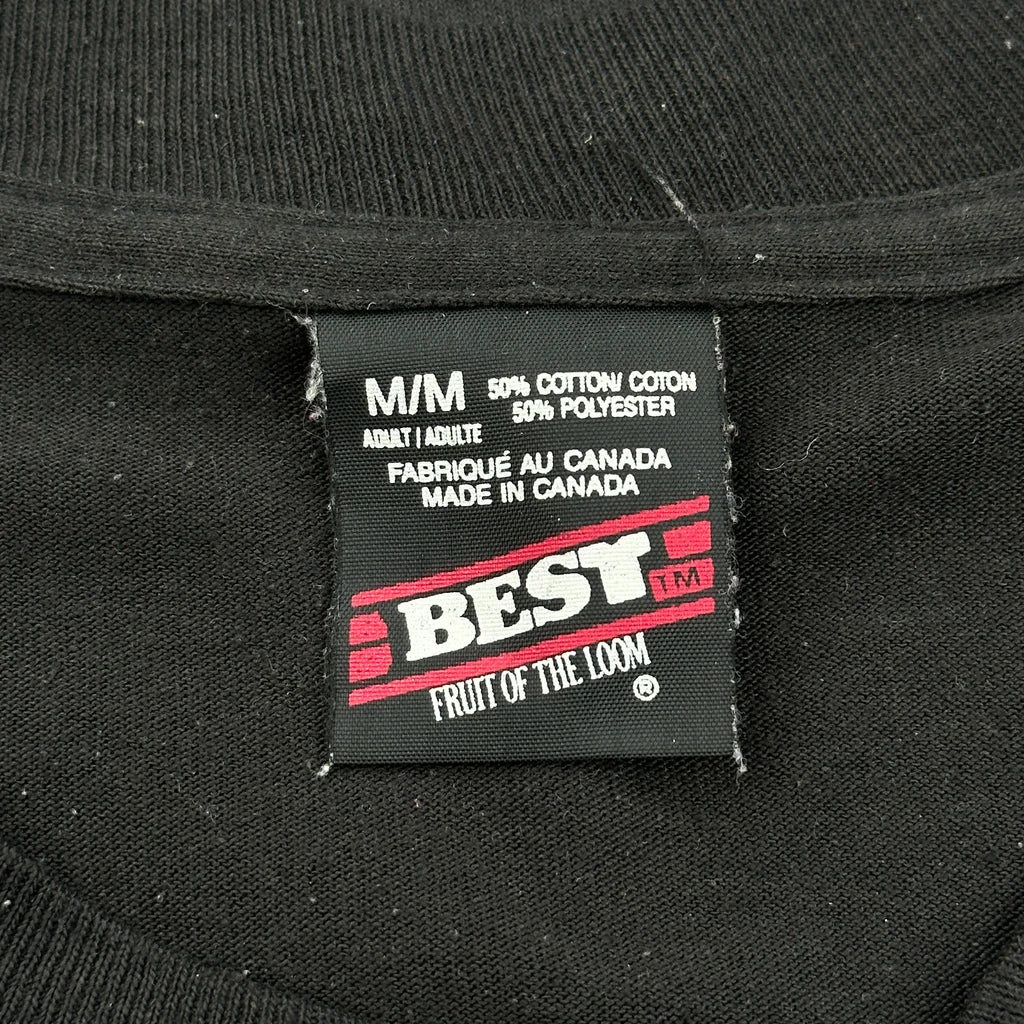 M/M 50% COTTON/ COTON
50% POLYESTER
ADULT | ADULTE
FABRIQUÉ AU CANADA
MADE IN CANADA
BEST TM
FRUIT OF THE LOOM
®